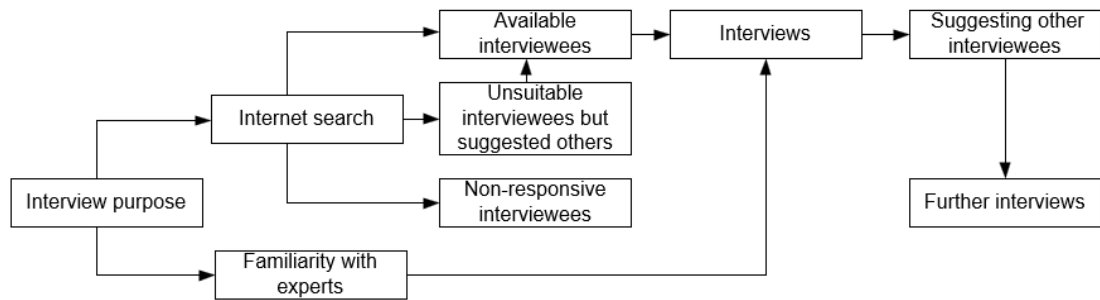 Available
interviewees
Interviews
Suggesting other
interviewees
Internet search
Unsuitable
interviewees but
suggested others
Interview purpose
Non-responsive
interviewees
Further interviews
Familiarity with
experts